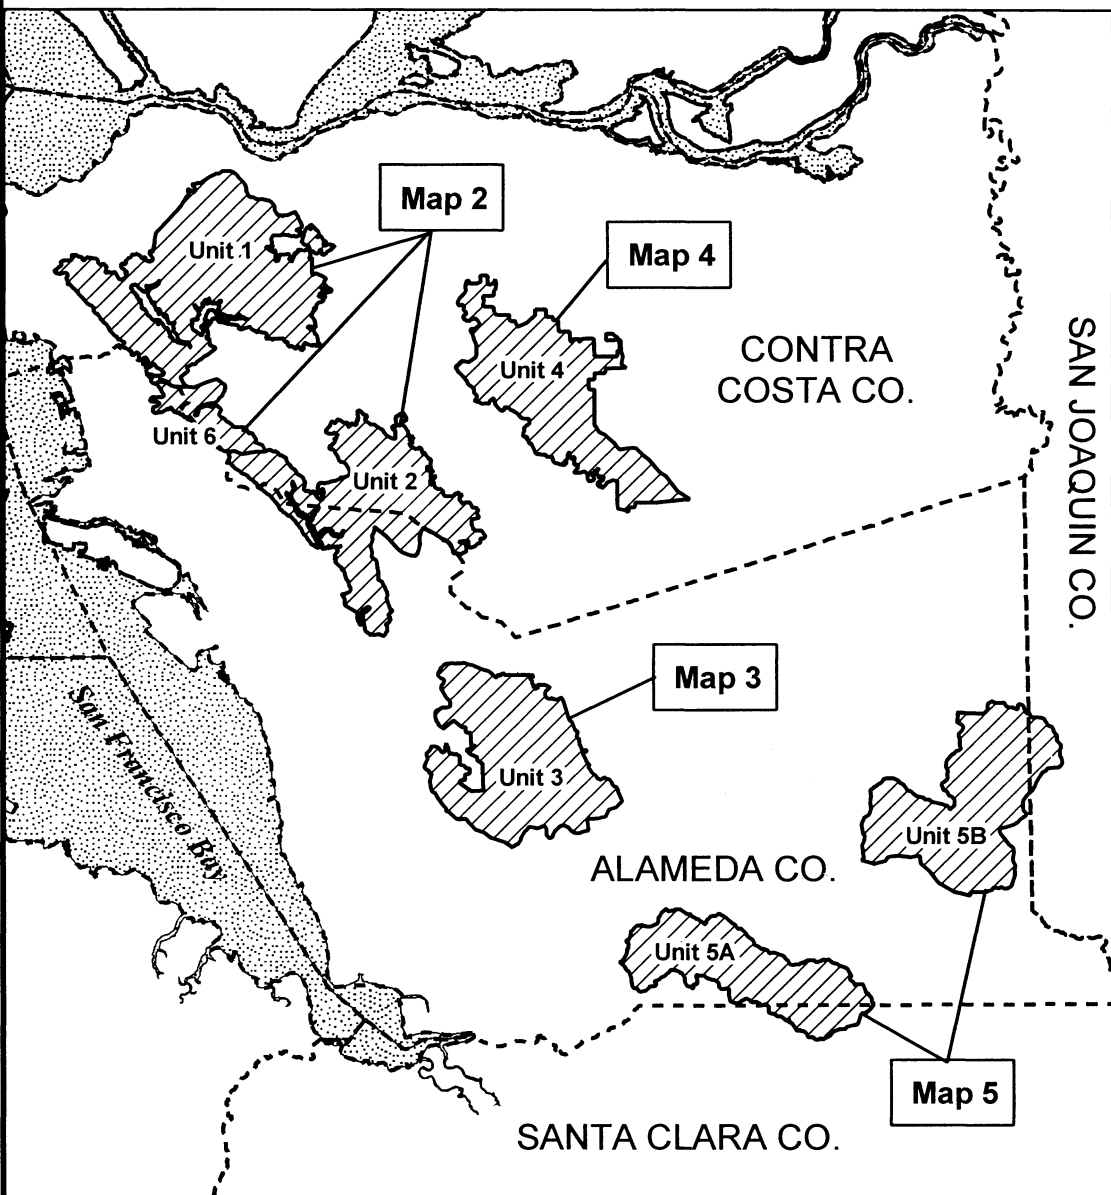 Map 2
Unit 1
Map 4
CONTRA
COSTA CO.
SAN JOAQUIN CO.
Unit 4
Unit 6
Unit 2
Map 3
San Francisco Bay
Unit 3
Unit 5B
ALAMEDA CO.
Unit 5A
Map 5
SANTA CLARA CO.